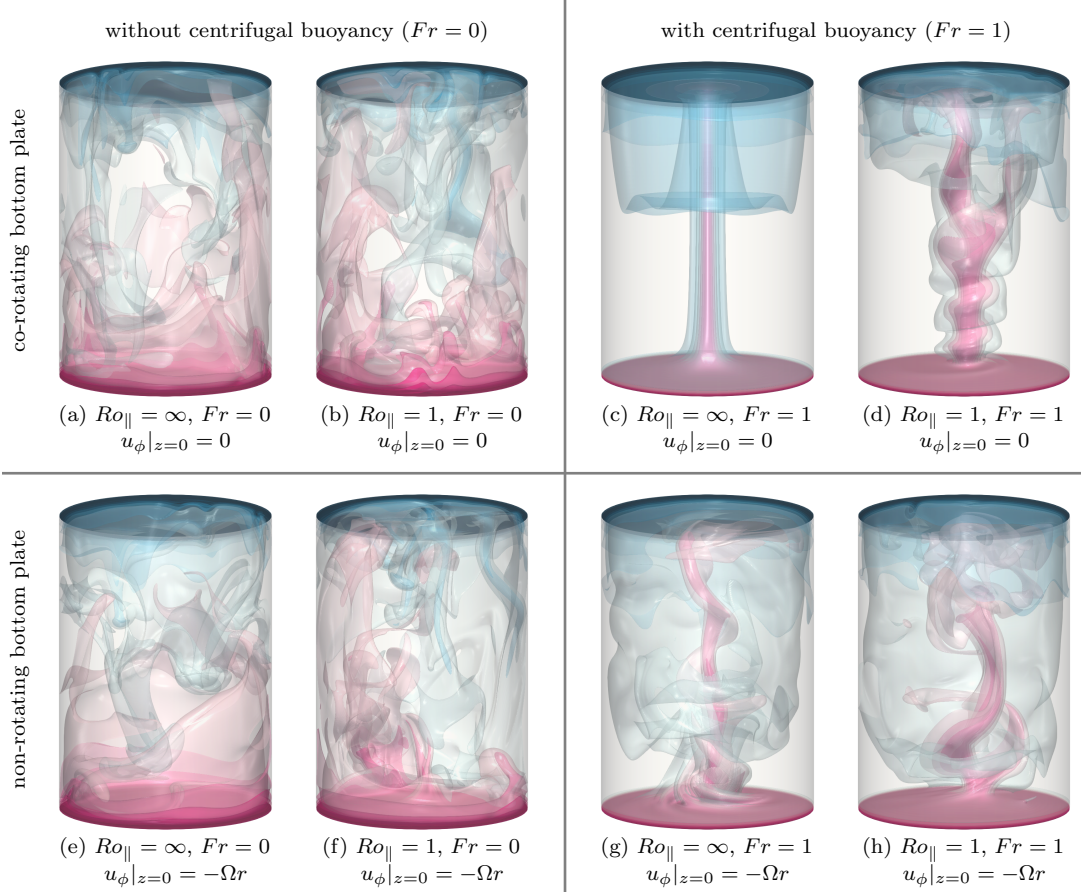 without centrifugal buoyancy (Fr = 0)
with centrifugal buoyancy (Fr = 1)
co-rotating bottom plate
(a) Ro∥ = ∞, Fr = 0
u_ϕ|z=0 = 0
(b) Ro∥ = 1, Fr = 0
u_ϕ|z=0 = 0
(c) Ro∥ = ∞, Fr = 1
u_ϕ|z=0 = 0
(d) Ro∥ = 1, Fr = 1
u_ϕ|z=0 = 0
non-rotating bottom plate
(e) Ro∥ = ∞, Fr = 0
u_ϕ|z=0 = −Ωr
(f) Ro∥ = 1, Fr = 0
u_ϕ|z=0 = −Ωr
(g) Ro∥ = ∞, Fr = 1
u_ϕ|z=0 = −Ωr
(h) Ro∥ = 1, Fr = 1
u_ϕ|z=0 = −Ωr